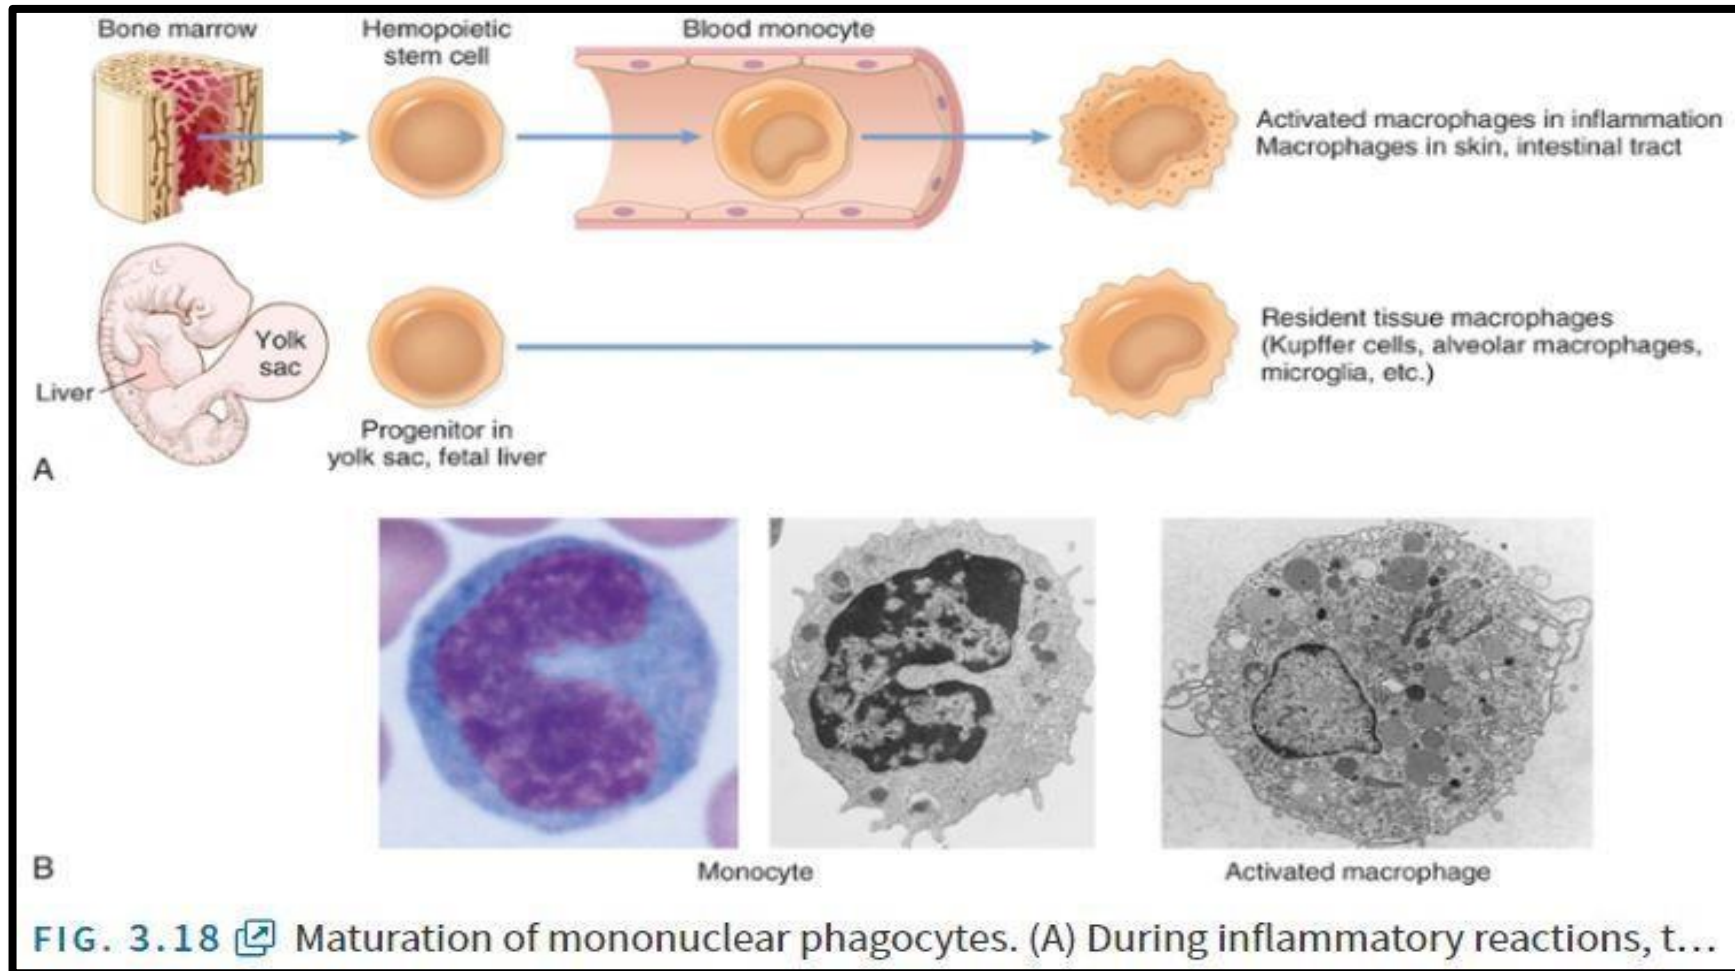 Bone marrow
Hemopoietic
stem cell
Blood monocyte
Activated macrophages in inflammation
Macrophages in skin, intestinal tract
Yolk
sac
Liver
Resident tissue macrophages
(Kupffer cells, alveolar macrophages,
microglia, etc.)
Progenitor in
yolk sac, fetal liver
A
B
Monocyte
Activated macrophage
FIG. 3.18 Maturation of mononuclear phagocytes. (A) During inflammatory reactions, t...